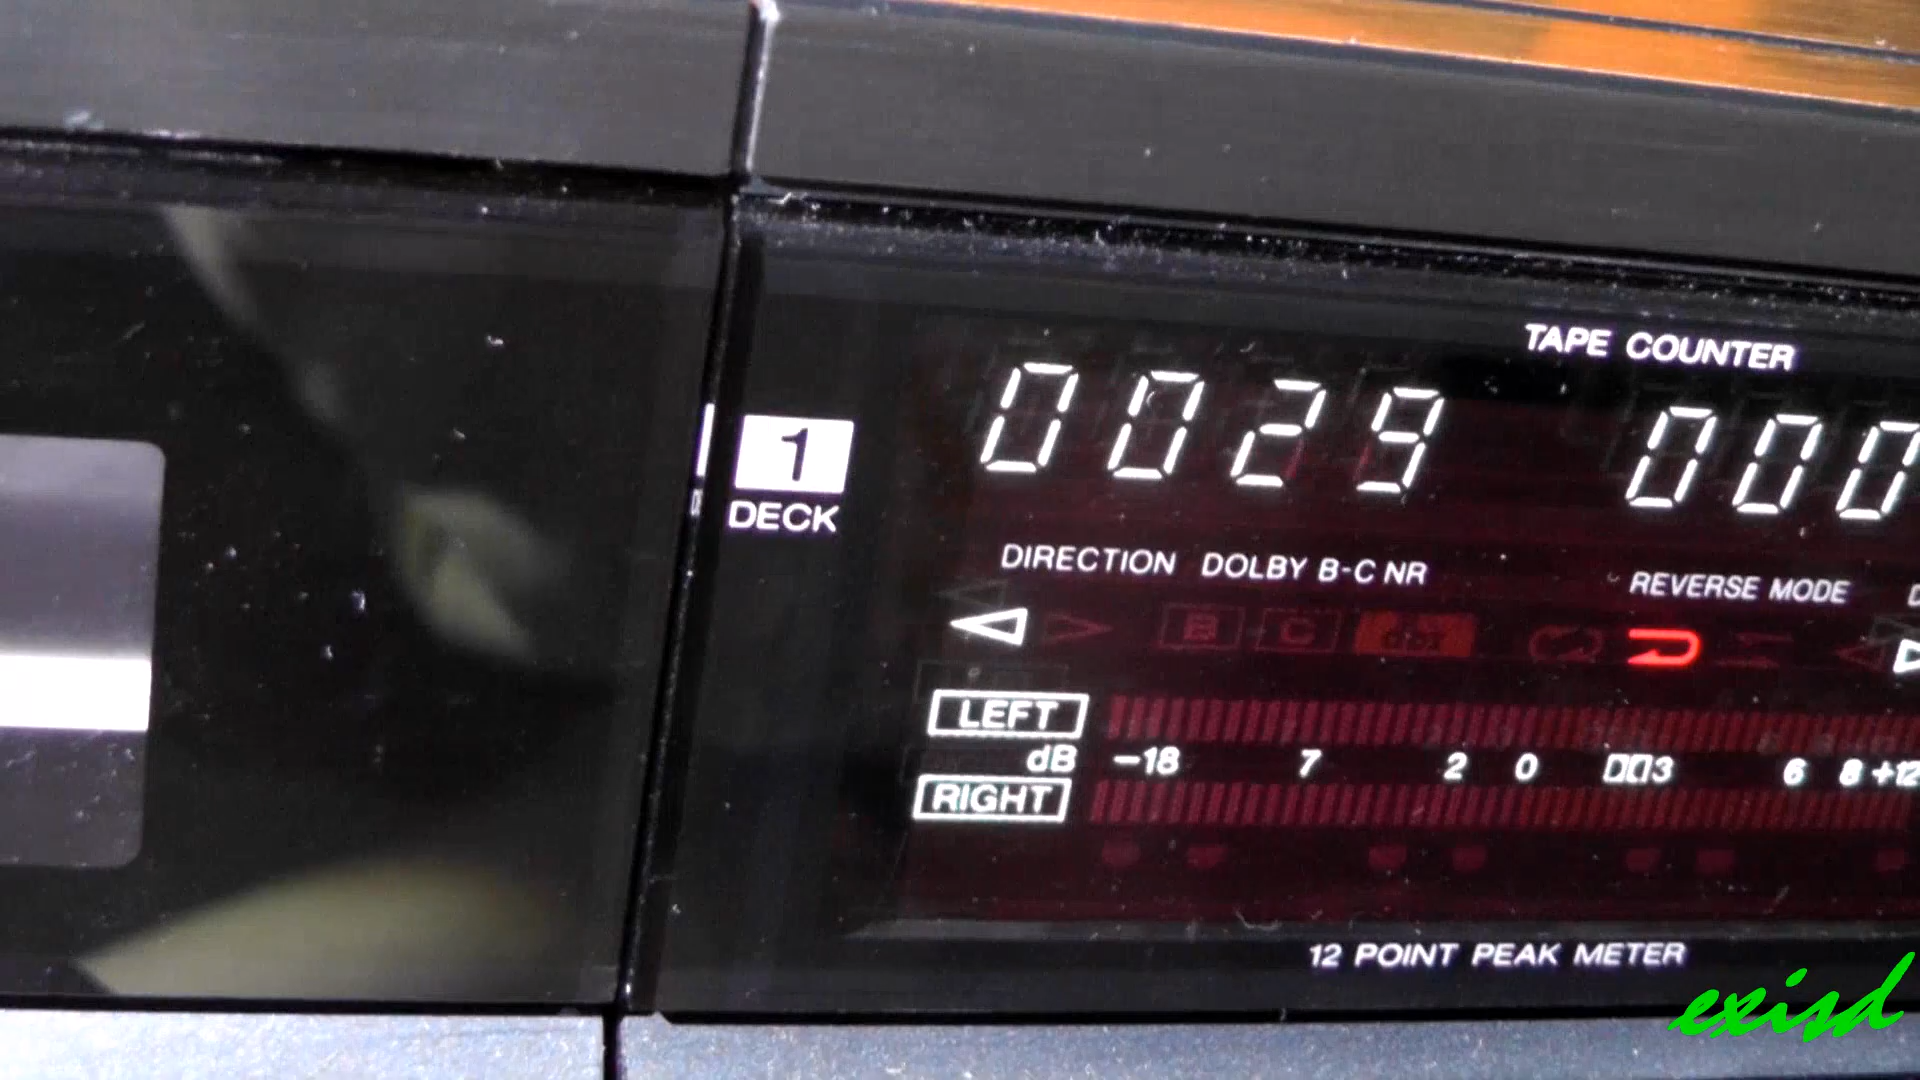 TAPE COUNTER
0029 000
1
DECK
DIRECTION DOLBY B-C NR REVERSE MODE D
B C dbx
LEFT
dB -18 7 2 0 3 6 8 +12
RIGHT
12 POINT PEAK METER
exisd